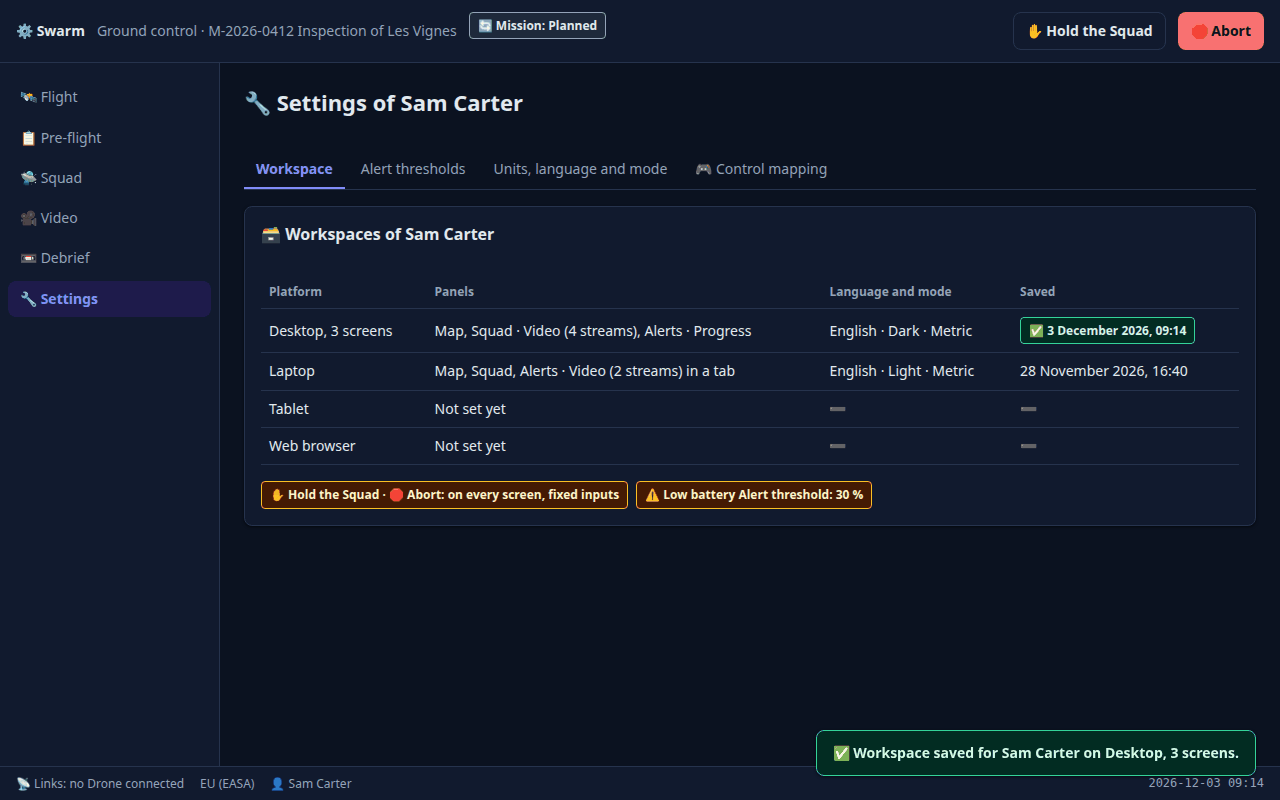 ⚙️ Swarm Ground control · M-2026-0412 Inspection of Les Vignes 🔄 Mission: Planned ✋ Hold the Squad 🛑 Abort
🛰️ Flight
📋 Pre-flight
🛸 Squad
🎥 Video
📼 Debrief
🔧 Settings
🔧 Settings of Sam Carter
Workspace Alert thresholds Units, language and mode 🎮 Control mapping
🗃️ Workspaces of Sam Carter
Platform Panels Language and mode Saved
Desktop, 3 screens Map, Squad · Video (4 streams), Alerts · Progress English · Dark · Metric ✅ 3 December 2026, 09:14
Laptop Map, Squad, Alerts · Video (2 streams) in a tab English · Light · Metric 28 November 2026, 16:40
Tablet Not set yet ➖ ➖
Web browser Not set yet ➖ ➖
✋ Hold the Squad · 🛑 Abort: on every screen, fixed inputs ⚠️ Low battery Alert threshold: 30 %
✅ Workspace saved for Sam Carter on Desktop, 3 screens.
📡 Links: no Drone connected EU (EASA) 👤 Sam Carter 2026-12-03 09:14